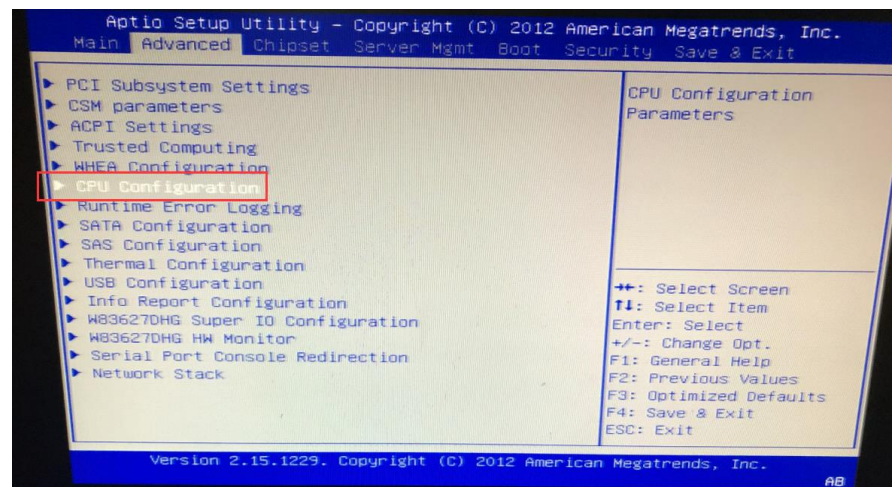 Aptio Setup Utility – Copyright (C) 2012 American Megatrends, Inc.
Main Advanced Chipset Server Mgmt Boot Security Save & Exit
PCI Subsystem Settings
CSM parameters
ACPI Settings
Trusted Computing
WHEA Configuration
CPU Configuration
Runtime Error Logging
SATA Configuration
SAS Configuration
Thermal Configuration
USB Configuration
Info Report Configuration
W83627DHG Super IO Configuration
W83627DHG HW Monitor
Serial Port Console Redirection
Network Stack
CPU Configuration
Parameters
→←: Select Screen
↑↓: Select Item
Enter: Select
+/-: Change Opt.
F1: General Help
F2: Previous Values
F3: Optimized Defaults
F4: Save & Exit
ESC: Exit
Version 2.15.1229. Copyright (C) 2012 American Megatrends, Inc.
AB